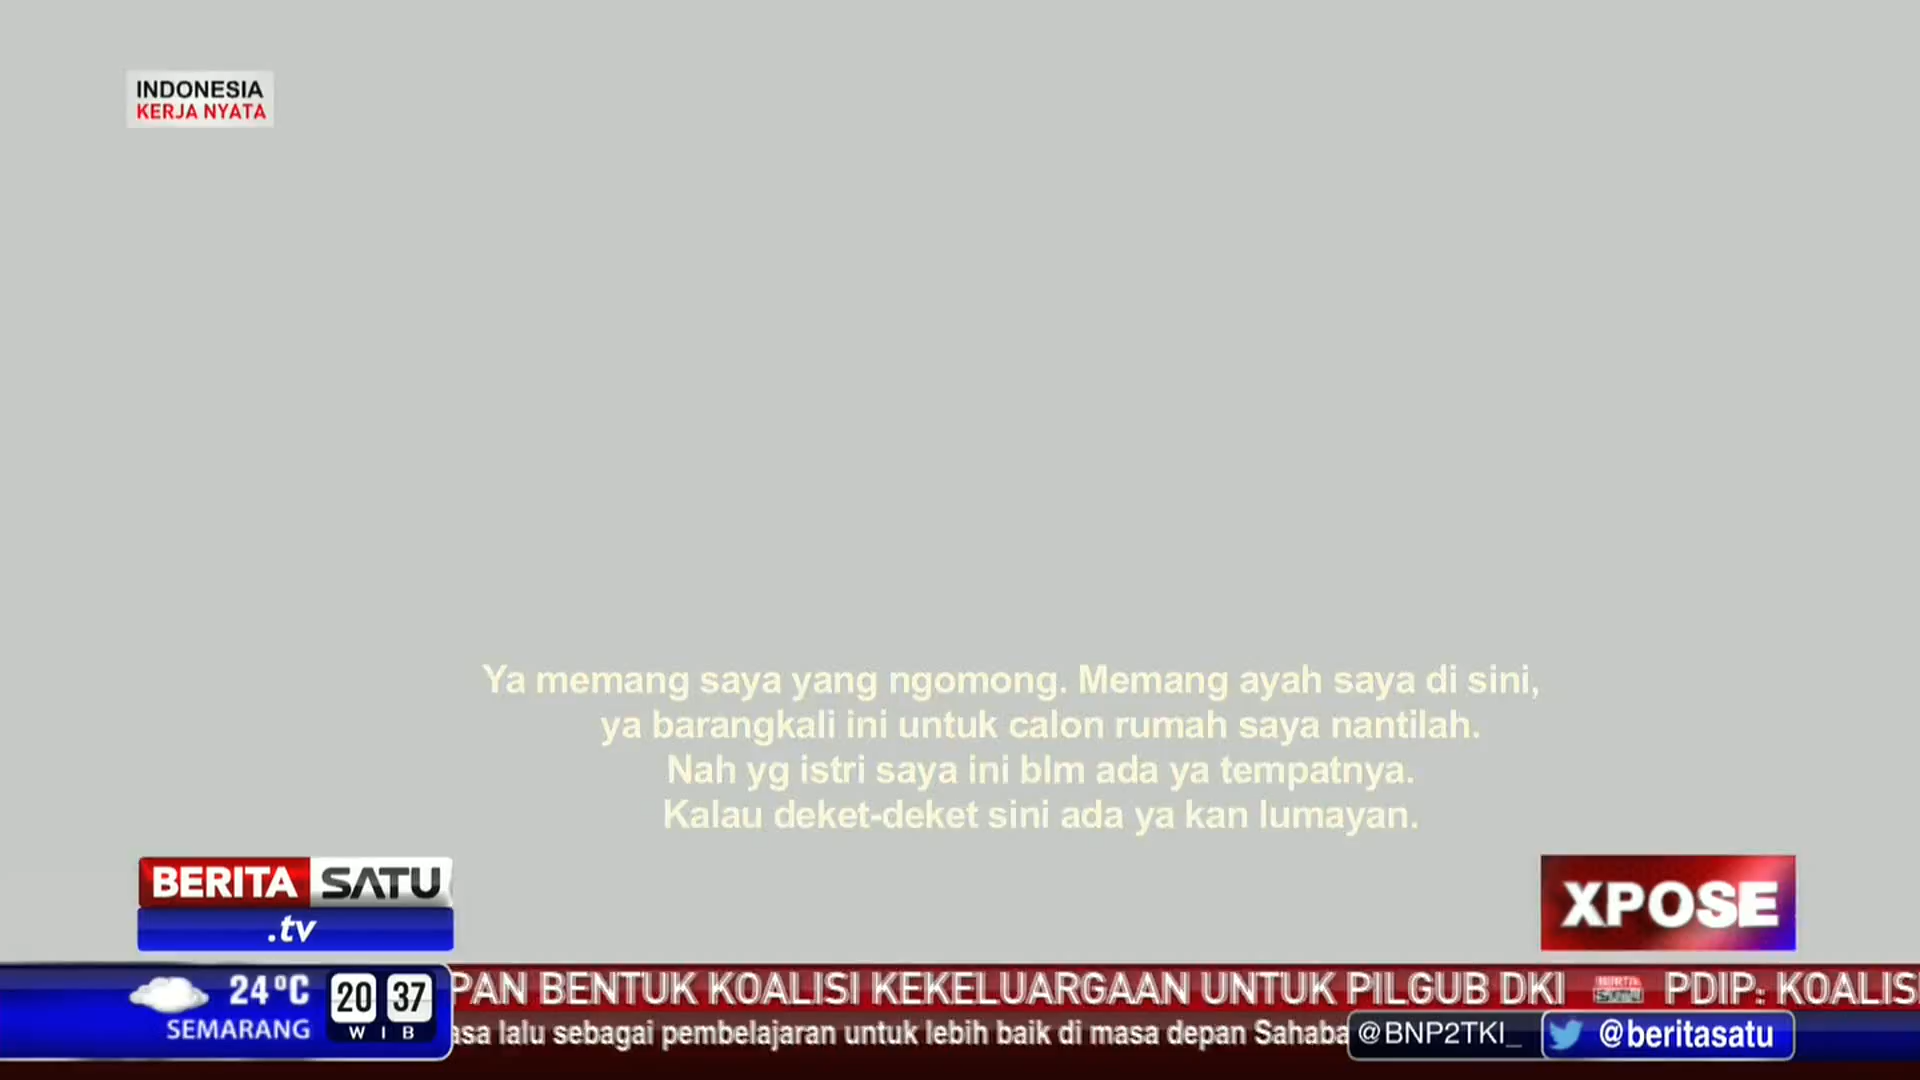 INDONESIA
KERJA NYATA
Ya memang saya yang ngomong. Memang ayah saya di sini,
ya barangkali ini untuk calon rumah saya nantilah.
Nah yg istri saya ini blm ada ya tempatnya.
Kalau deket-deket sini ada ya kan lumayan.
BERITA SATU
.tv
XPOSE
24°C
SEMARANG
20 37
WIB
PAN BENTUK KOALISI KEKELUARGAAN UNTUK PILGUB DKI BERITA SATU PDIP: KOALIS
asa lalu sebagai pembelajaran untuk lebih baik di masa depan Sahaba
@BNP2TKI_
@beritasatu